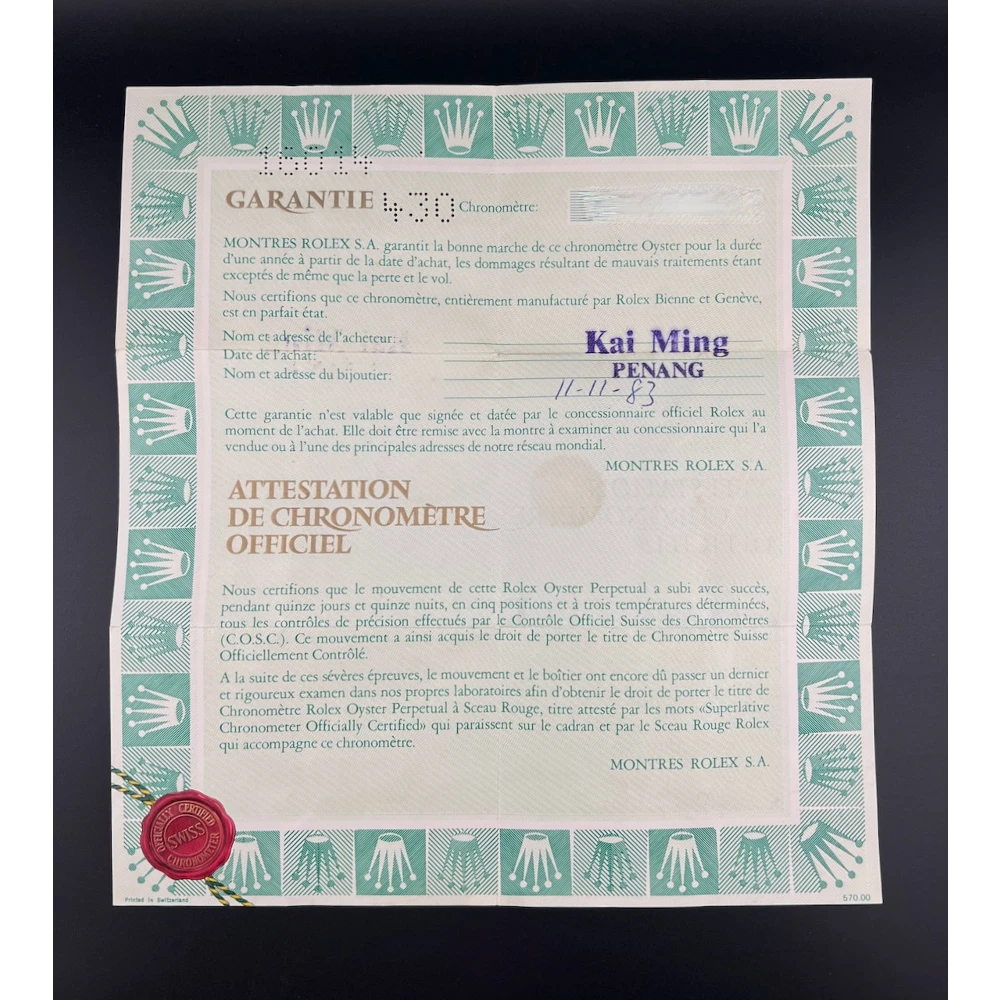 16014
GARANTIE 430 Chronomètre:
MONTRES ROLEX S.A. garantit la bonne marche de ce chronomètre Oyster pour la durée
d'une année à partir de la date d'achat, les dommages résultant de mauvais traitements étant
exceptés de même que la perte et le vol.
Nous certifions que ce chronomètre, entièrement manufacturé par Rolex Bienne et Genève,
est en parfait état.
Nom et adresse de l'acheteur:
Kai Ming
Date de l'achat:
PENANG
Nom et adresse du bijoutier:
11-11-83
Cette garantie n'est valable que signée et datée par le concessionnaire officiel Rolex au
moment de l'achat. Elle doit être remise avec la montre à examiner au concessionnaire qui l'a
vendue ou à l'une des principales adresses de notre réseau mondial.
MONTRES ROLEX S.A.
ATTESTATION
DE CHRONOMÈTRE
OFFICIEL
Nous certifions que le mouvement de cette Rolex Oyster Perpetual a subi avec succès,
pendant quinze jours et quinze nuits, en cinq positions et à trois températures déterminées,
tous les contrôles de précision effectués par le Contrôle Officiel Suisse des Chronomètres
(C.O.S.C.). Ce mouvement a ainsi acquis le droit de porter le titre de Chronomètre Suisse
Officiellement Contrôlé.
A la suite de ces sévères épreuves, le mouvement et le boîtier ont encore dû passer un dernier
et rigoureux examen dans nos propres laboratoires afin d'obtenir le droit de porter le titre de
Chronomètre Rolex Oyster Perpetual à Sceau Rouge, titre attesté par les mots «Superlative
Chronometer Officially Certified» qui paraissent sur le cadran et par le Sceau Rouge Rolex
qui accompagne ce chronomètre.
MONTRES ROLEX S.A.
OFFICIALLY CERTIFIED
SWISS
CHRONOMETER
Printed in Switzerland
570.00